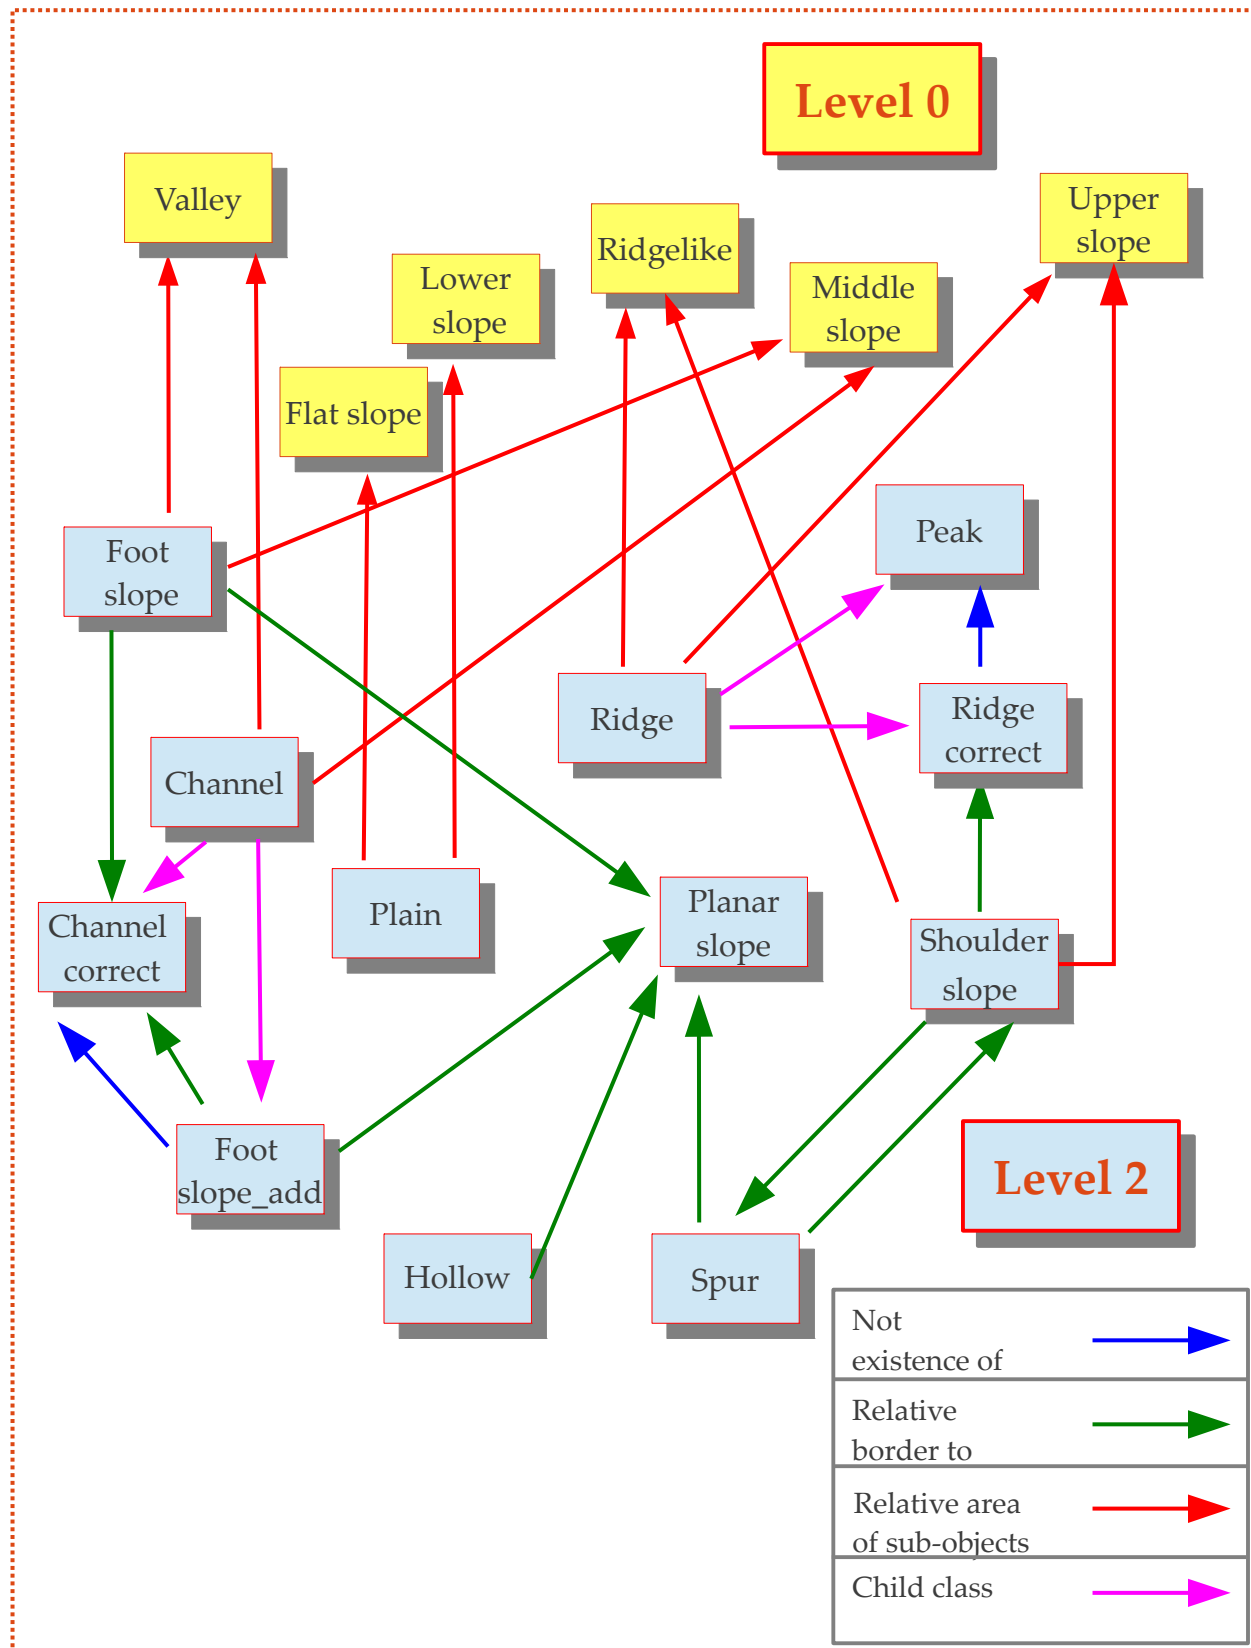 Level 0
Valley
Upper
slope
Ridgelike
Lower
slope
Middle
slope
Flat slope
Peak
Foot
slope
Ridge
Ridge
correct
Channel
Plain
Planar
slope
Channel
correct
Shoulder
slope
Foot
slope_add
Level 2
Hollow
Spur
Not
existence of
Relative
border to
Relative area
of sub-objects
Child class